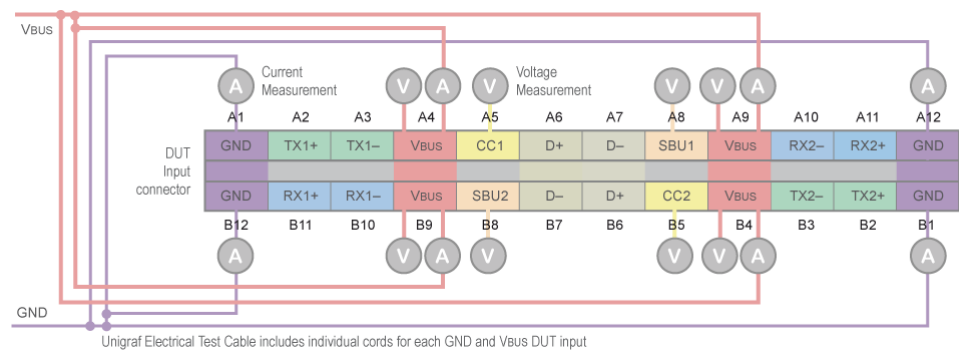 VBUS
A Current Measurement V A V Voltage Measurement V V A A
A1 A2 A3 A4 A5 A6 A7 A8 A9 A10 A11 A12
DUT Input connector
GND TX1+ TX1– VBUS CC1 D+ D– SBU1 VBUS RX2– RX2+ GND
GND RX1+ RX1– VBUS SBU2 D– D+ CC2 VBUS TX2– TX2+ GND
B12 B11 B10 B9 B8 B7 B6 B5 B4 B3 B2 B1
A V A V V V A A
GND
Unigraf Electrical Test Cable includes individual cords for each GND and VBUS DUT input